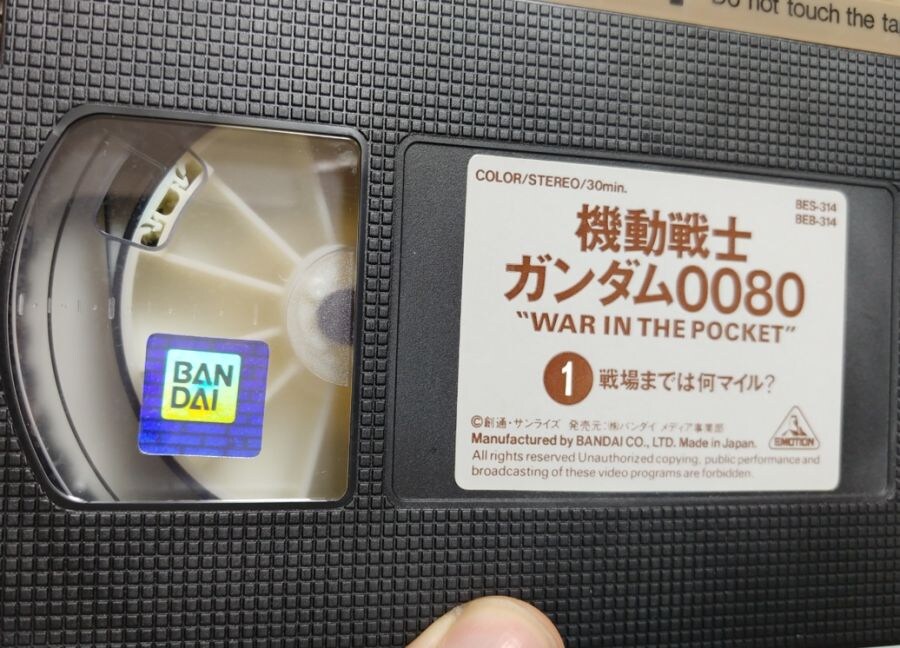 Do not touch the ta
COLOR/STEREO/30min.
BES-314
BEB-314
機動戦士
ガンダム0080
"WAR IN THE POCKET"
1 戦場までは何マイル?
©創通・サンライズ 発売元:㈱バンダイ メディア事業部
Manufactured by BANDAI CO., LTD. Made in Japan.
All rights reserved Unauthorized copying, public performance and
broadcasting of these video programs are forbidden.
EMOTION
BAN
DAI